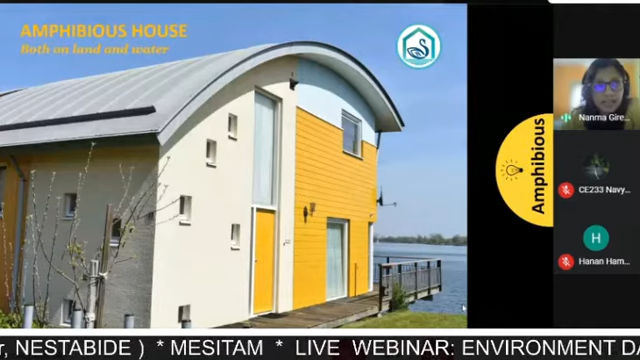 AMPHIBIOUS HOUSE
Both on land and water
Amphibious
Nanma Gire...
CE233 Navy...
H
Hanan Ham...
r, NESTABIDE ) * MESITAM * LIVE WEBINAR: ENVIRONMENT DA